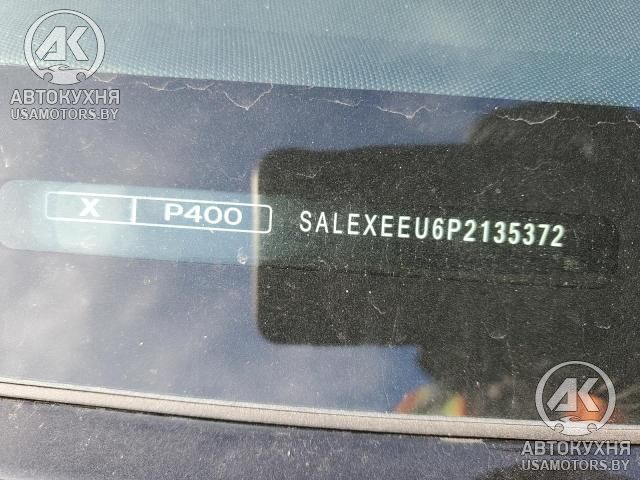 AK
АВТОКУХНЯ
USAMOTORS.BY
X P400 SALEXEEU6P2135372
AK
АВТОКУХНЯ
USAMOTORS.BY